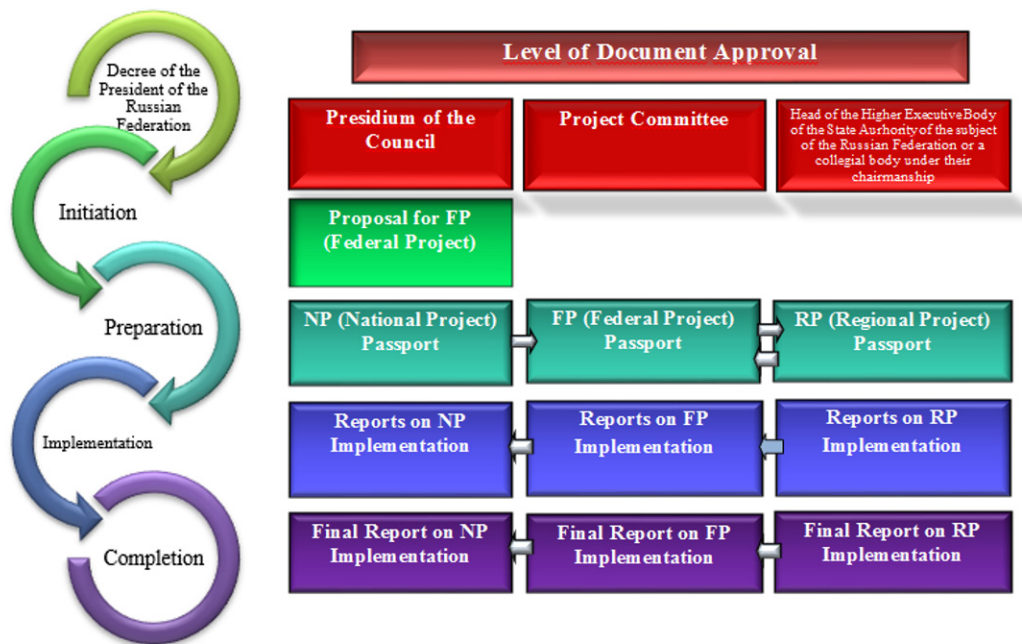 Decree of the
President of the
Russian
Federation
Initiation
Preparation
Implementation
Completion
Level of Document Approval
Presidium of the
Council
Project Committee
Head of the Higher Executive Body
of the State Aurhority of the subject
of the Russian Federation or a
collegial body under their
chairmanship
Proposal for FP
(Federal Project)
NP (National Project)
Passport
FP (Federal Project)
Passport
RP (Regional Project)
Passport
Reports on NP
Implementation
Reports on FP
Implementation
Reports on RP
Implementation
Final Report on NP
Implementation
Final Report on FP
Implementation
Final Report on RP
Implementation